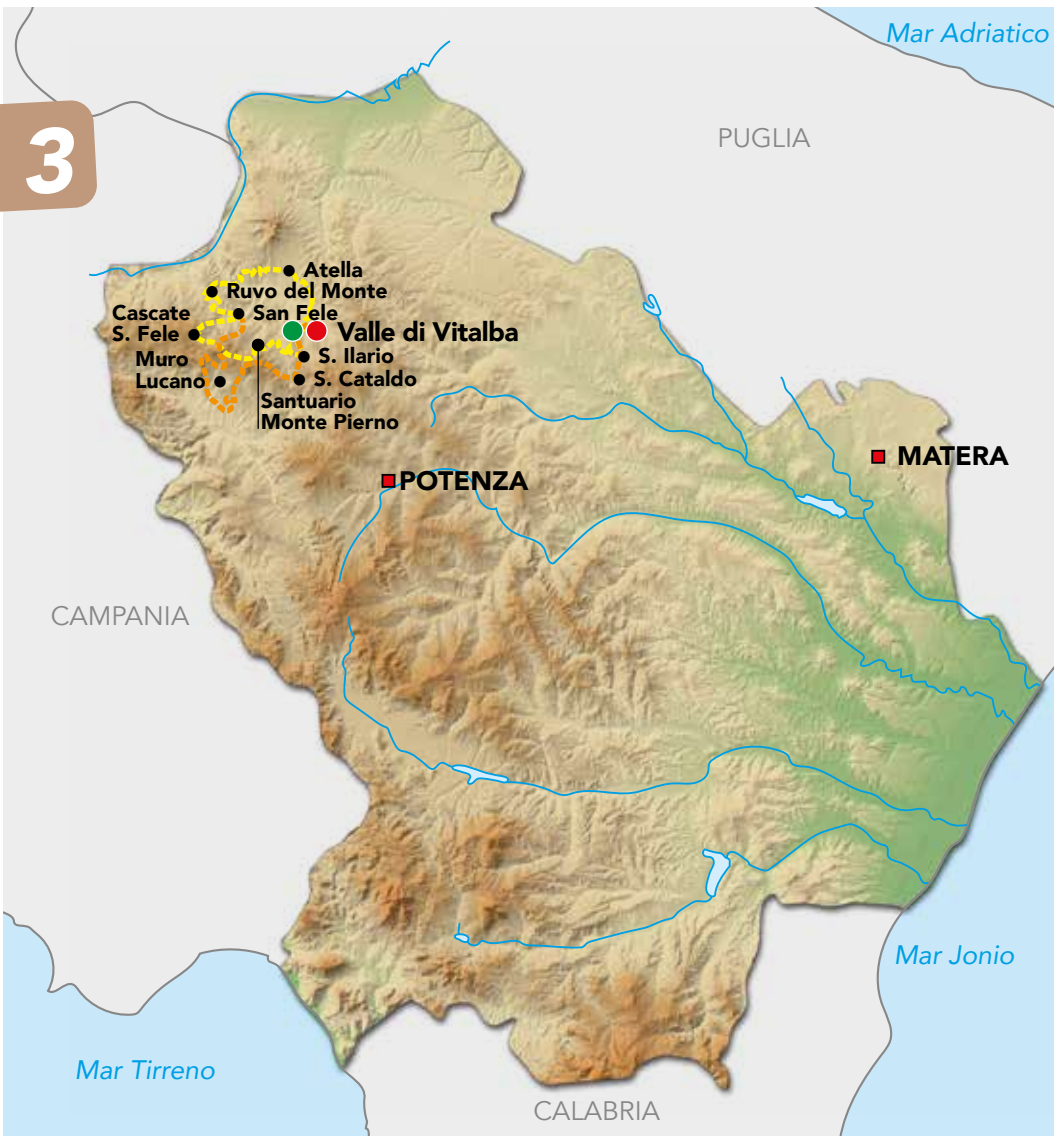 Mar Adriatico
3
PUGLIA
Atella
Ruvo del Monte
San Fele
Cascate
S. Fele
Valle di Vitalba
Muro
Lucano
S. Ilario
S. Cataldo
Santuario
Monte Pierno
MATERA
POTENZA
CAMPANIA
Mar Jonio
Mar Tirreno
CALABRIA